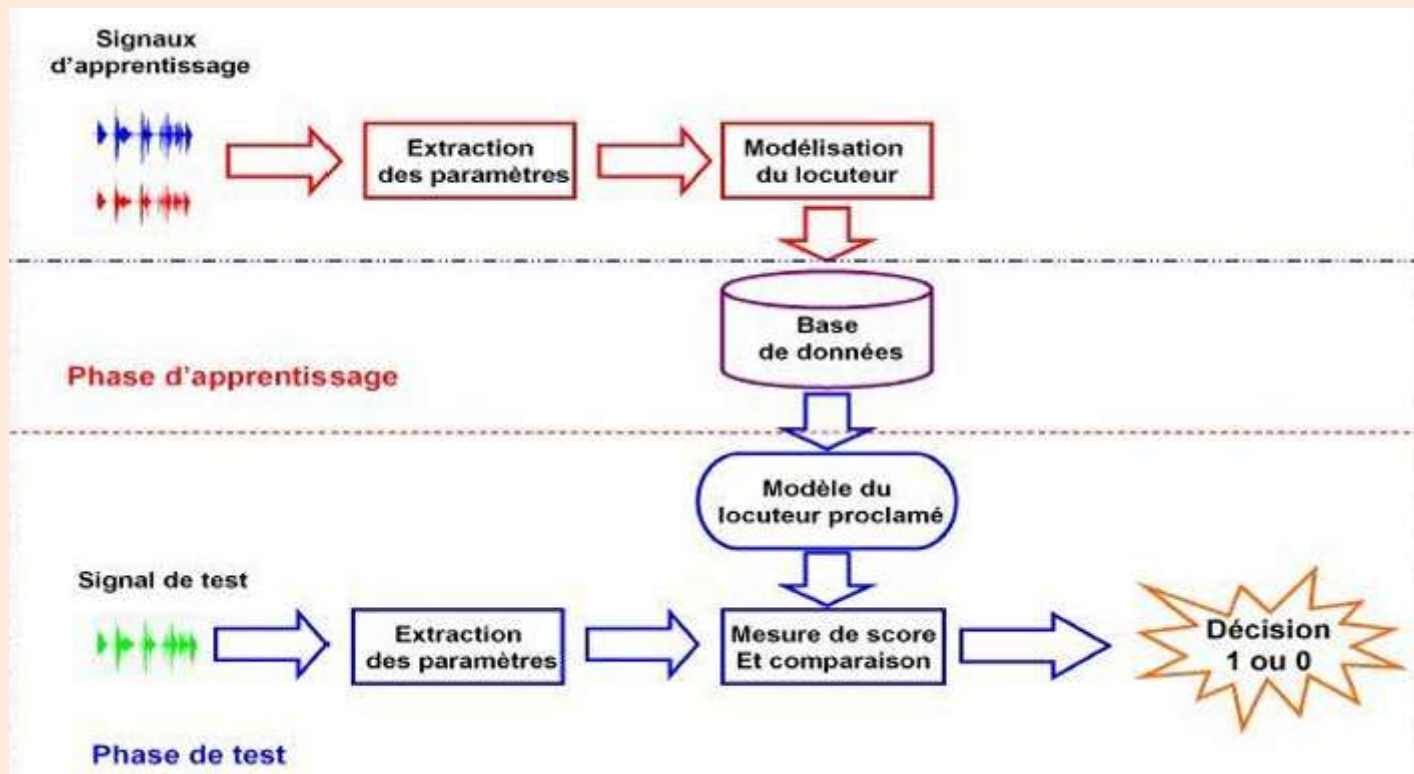 Signaux
d’apprentissage
Extraction
des paramètres
Modélisation
du locuteur
Base
de données
Phase d’apprentissage
Modèle du
locuteur proclamé
Signal de test
Extraction
des paramètres
Mesure de score
Et comparaison
Décision
1 ou 0
Phase de test